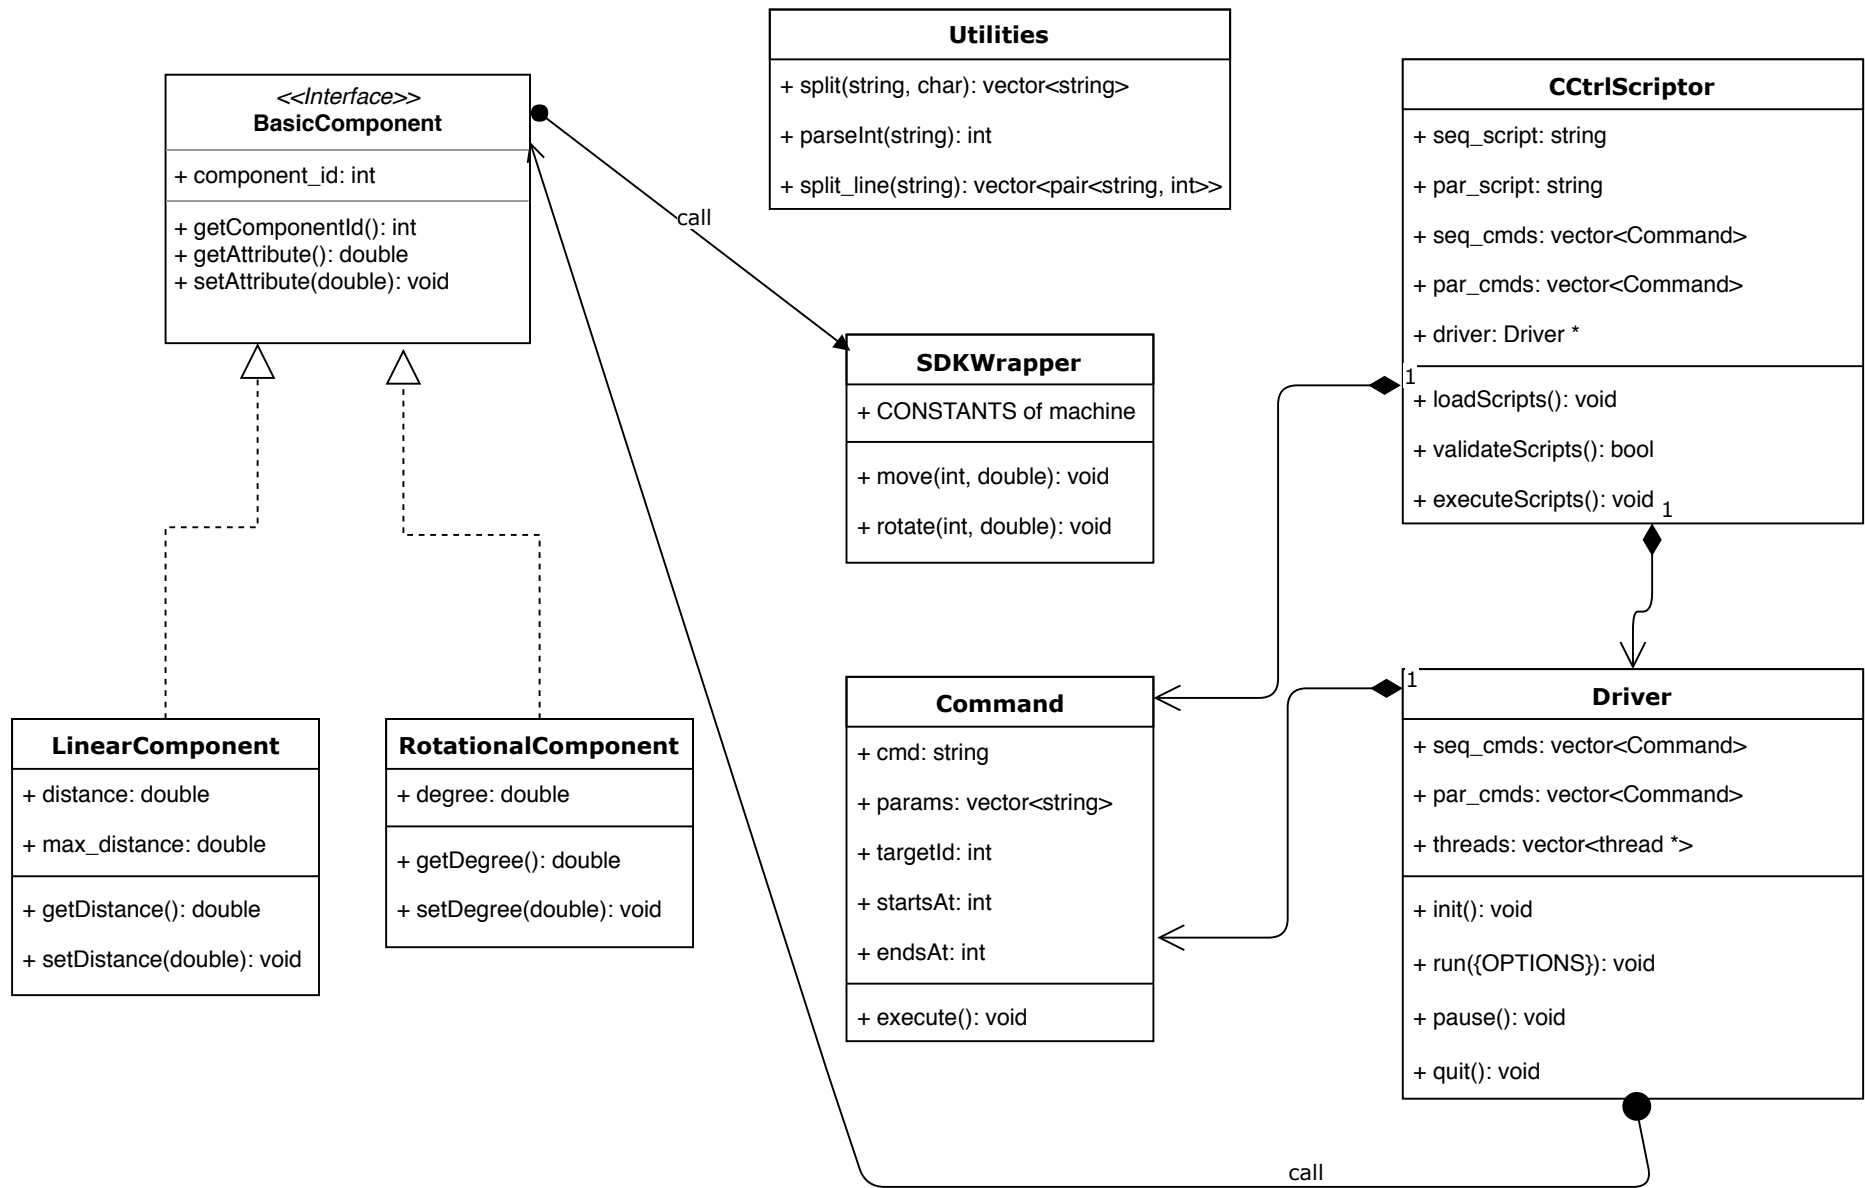 Utilities
+ split(string, char): vector<string>
+ parseInt(string): int
+ split_line(string): vector<pair<string, int>>
<<Interface>>
BasicComponent
+ component_id: int
+ getComponentId(): int
+ getAttribute(): double
+ setAttribute(double): void
call
CCtrlScriptor
+ seq_script: string
+ par_script: string
+ seq_cmds: vector<Command>
+ par_cmds: vector<Command>
+ driver: Driver *
1
+ loadScripts(): void
+ validateScripts(): bool
+ executeScripts(): void
1
SDKWrapper
+ CONSTANTS of machine
+ move(int, double): void
+ rotate(int, double): void
LinearComponent
+ distance: double
+ max_distance: double
+ getDistance(): double
+ setDistance(double): void
RotationalComponent
+ degree: double
+ getDegree(): double
+ setDegree(double): void
Command
+ cmd: string
+ params: vector<string>
+ targetId: int
+ startsAt: int
+ endsAt: int
+ execute(): void
1
Driver
+ seq_cmds: vector<Command>
+ par_cmds: vector<Command>
+ threads: vector<thread *>
+ init(): void
+ run({OPTIONS}): void
+ pause(): void
+ quit(): void
call